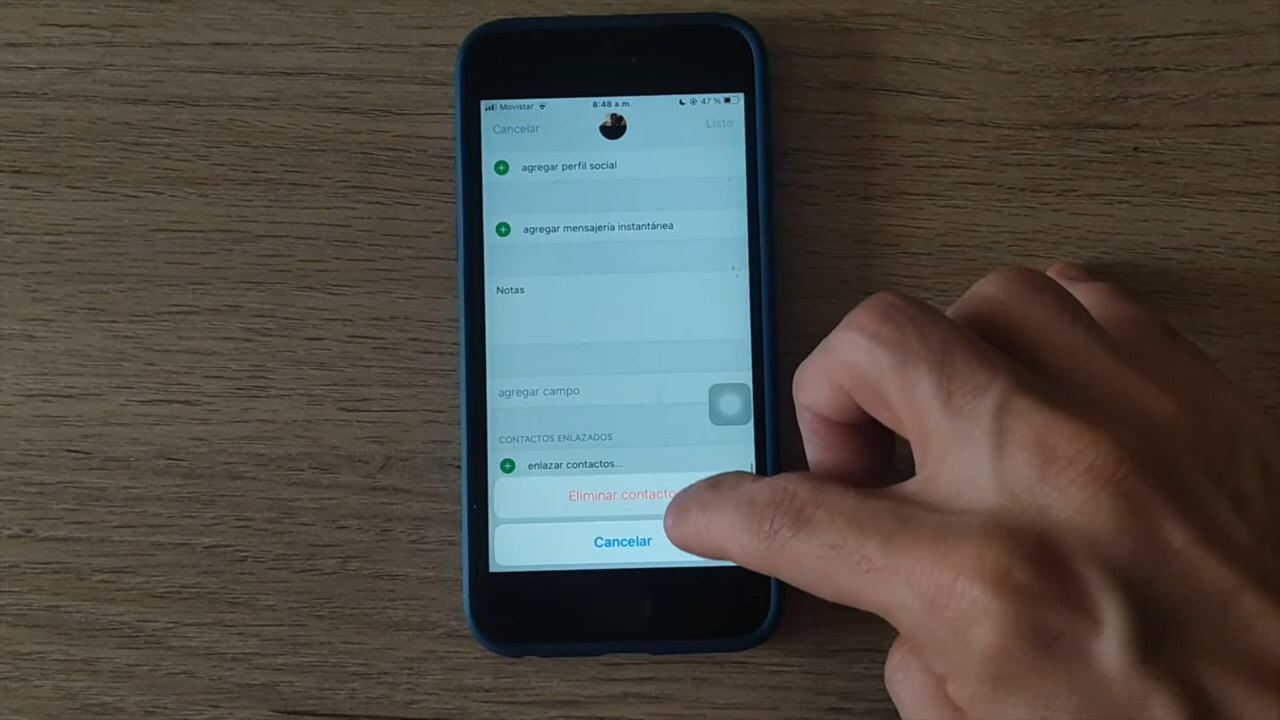 Movistar 8:48 a.m. 47 %
Cancelar Listo
agregar perfil social
agregar mensajería instantánea
Notas
agregar campo
CONTACTOS ENLAZADOS
enlazar contactos...
Eliminar contacto
Cancelar